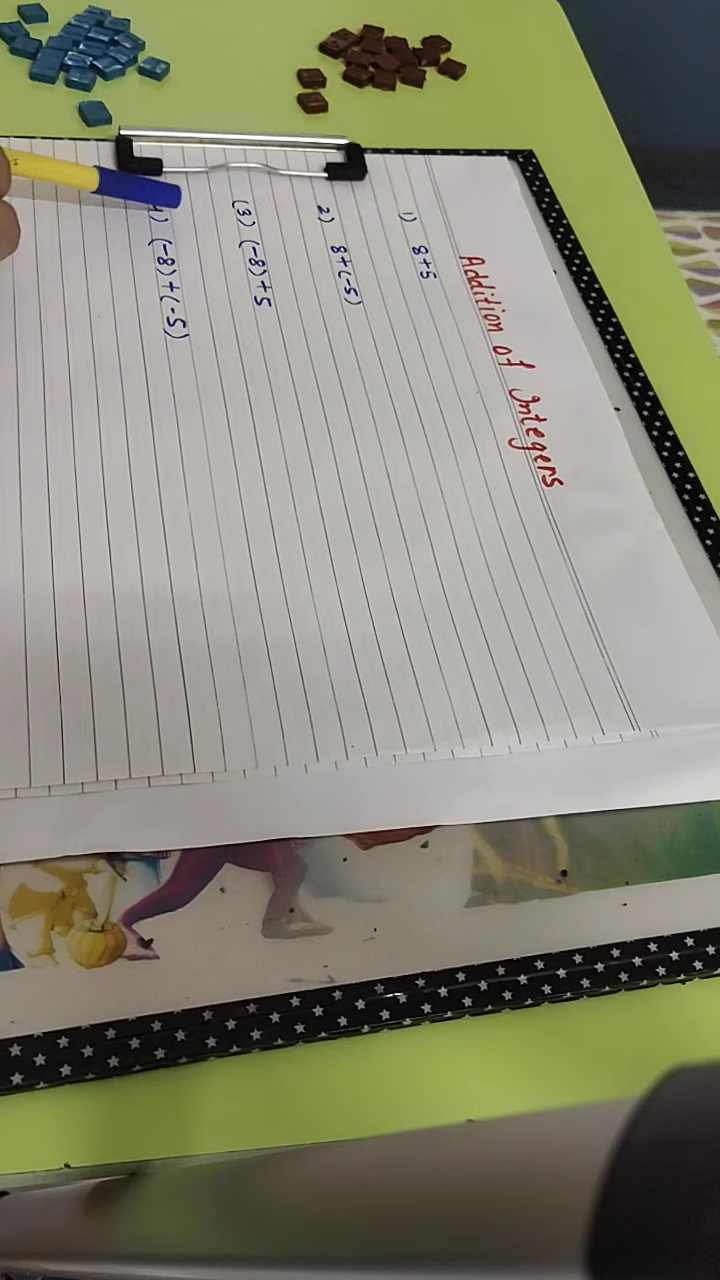 Addition of Integers
1) 8+5
2) 8+(-5)
(3) (-8)+5
4) (-8)+(-5)